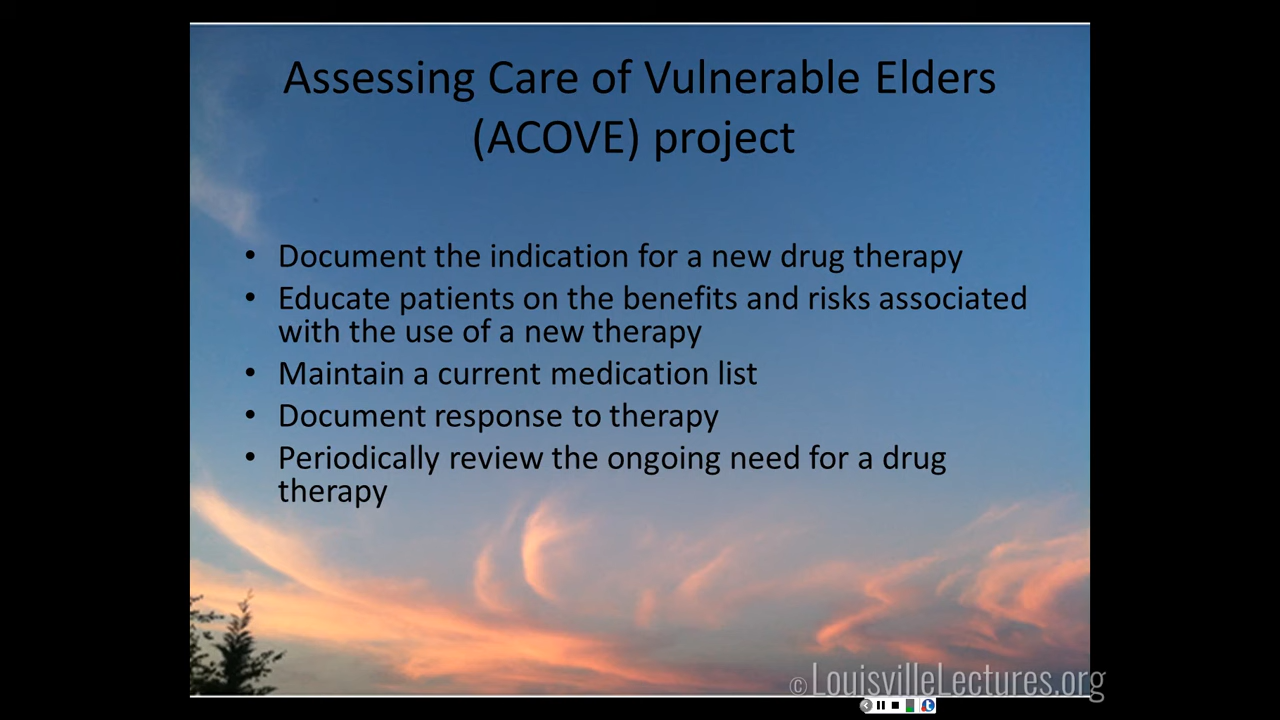 Assessing Care of Vulnerable Elders
(ACOVE) project
• Document the indication for a new drug therapy
• Educate patients on the benefits and risks associated
with the use of a new therapy
• Maintain a current medication list
• Document response to therapy
• Periodically review the ongoing need for a drug
therapy
© LouisvilleLectures.org